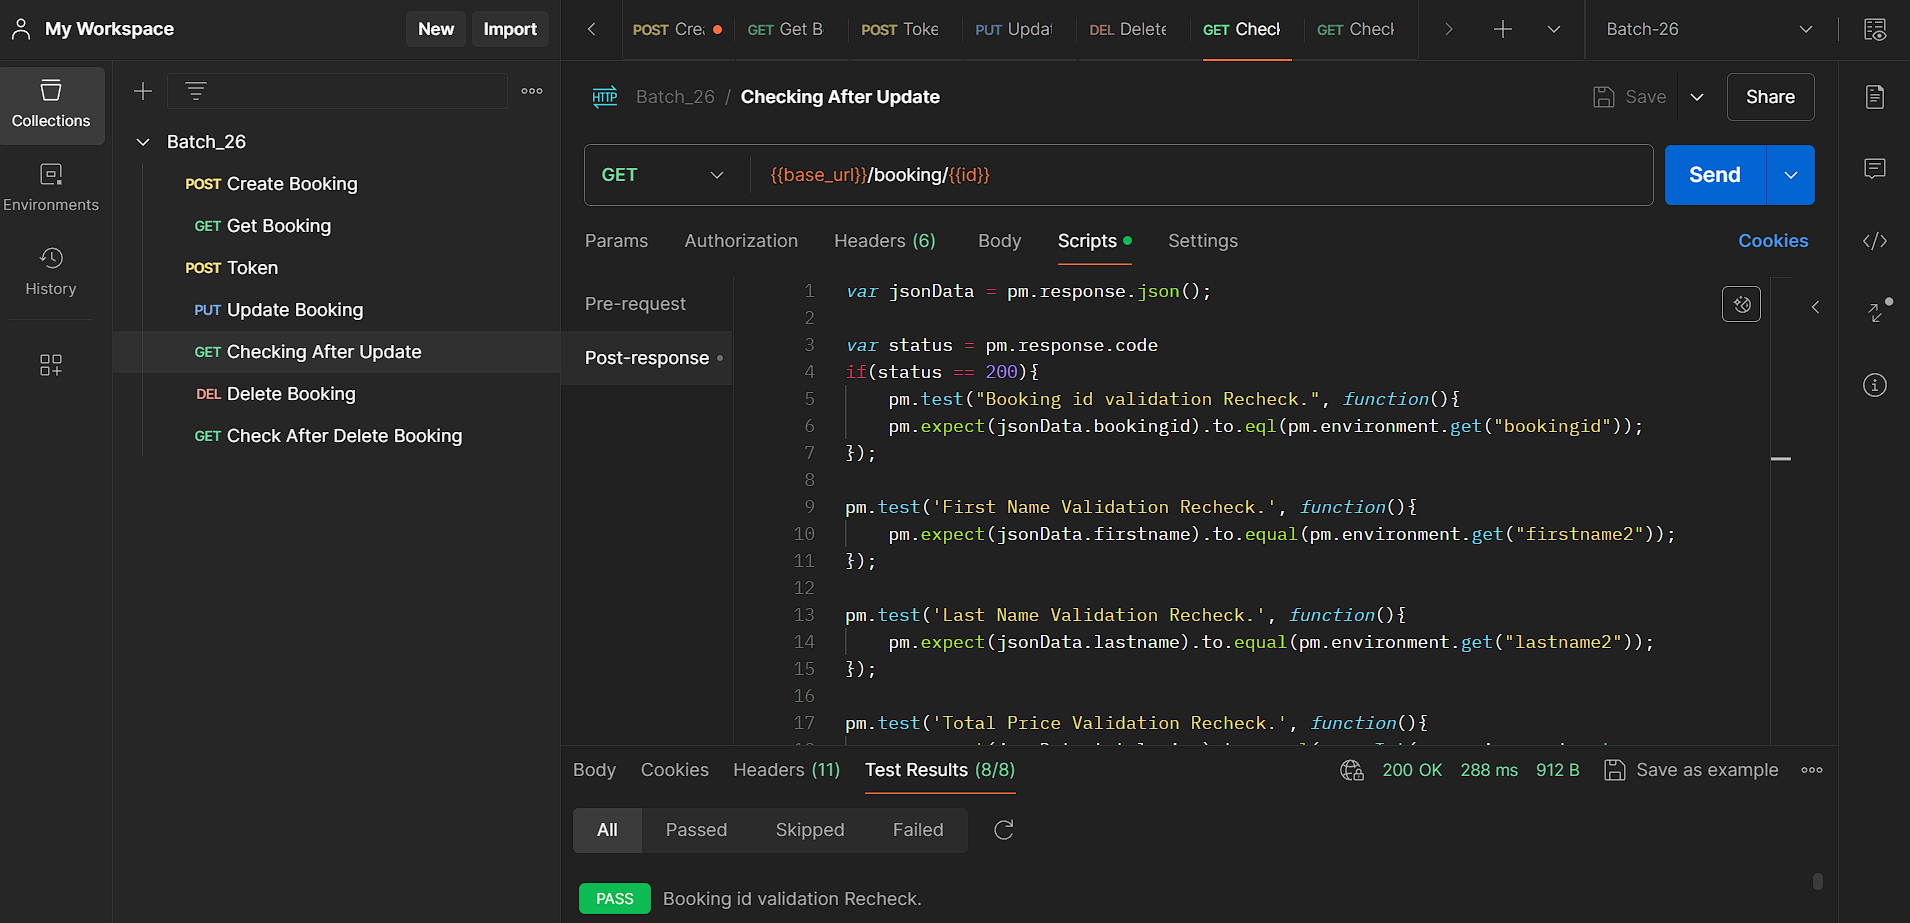 My Workspace
New
Import
POST Cre
GET Get B
POST Toke
PUT Updat
DEL Delete
GET Check
GET Check
Batch-26
Collections
Environments
History
Batch_26
POST Create Booking
GET Get Booking
POST Token
PUT Update Booking
GET Checking After Update
DEL Delete Booking
GET Check After Delete Booking
HTTP Batch_26 / Checking After Update
Save
Share
GET
{{base_url}}/booking/{{id}}
Send
Params
Authorization
Headers (6)
Body
Scripts
Settings
Cookies
Pre-request
Post-response
1 var jsonData = pm.response.json();
2
3 var status = pm.response.code
4 if(status == 200){
5 pm.test("Booking id validation Recheck.", function(){
6 pm.expect(jsonData.bookingid).to.eql(pm.environment.get("bookingid"));
7 });
8
9 pm.test('First Name Validation Recheck.', function(){
10 pm.expect(jsonData.firstname).to.equal(pm.environment.get("firstname2"));
11 });
12
13 pm.test('Last Name Validation Recheck.', function(){
14 pm.expect(jsonData.lastname).to.equal(pm.environment.get("lastname2"));
15 });
16
17 pm.test('Total Price Validation Recheck.', function(){
Body
Cookies
Headers (11)
Test Results (8/8)
200 OK
288 ms
912 B
Save as example
All
Passed
Skipped
Failed
PASS Booking id validation Recheck.